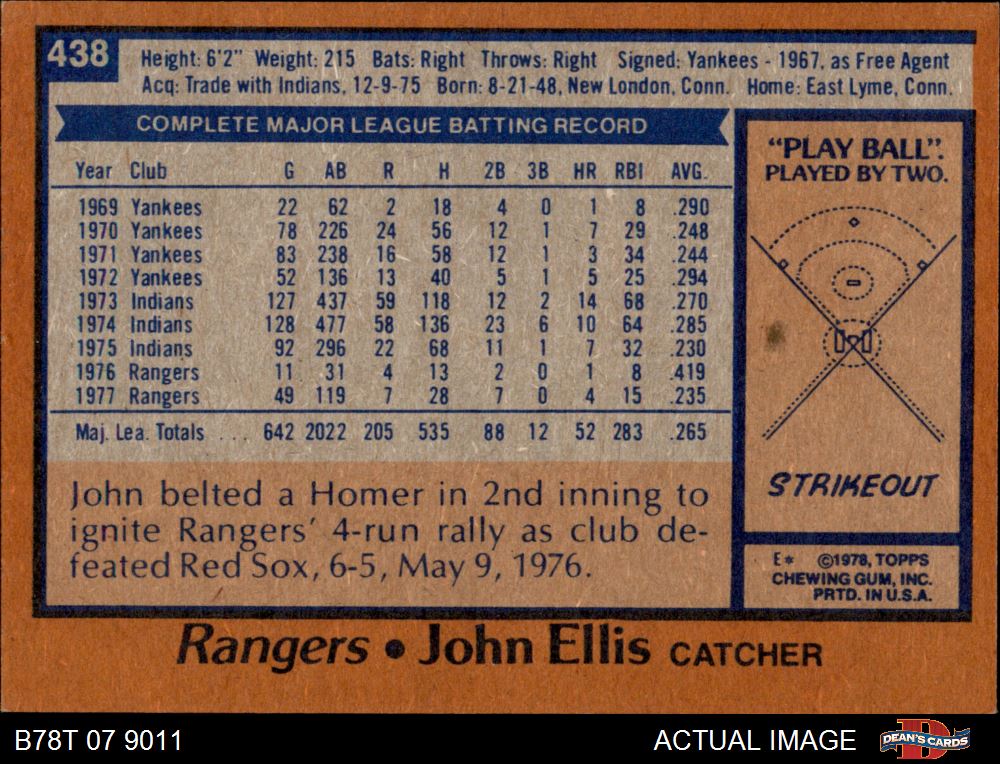 438
Height: 6'2" Weight: 215 Bats: Right Throws: Right Signed: Yankees - 1967, as Free Agent
Acq: Trade with Indians, 12-9-75 Born: 8-21-48, New London, Conn. Home: East Lyme, Conn.
COMPLETE MAJOR LEAGUE BATTING RECORD
Year Club G AB R H 2B 3B HR RBI AVG.
1969 Yankees 22 62 2 18 4 0 1 8 .290
1970 Yankees 78 226 24 56 12 1 7 29 .248
1971 Yankees 83 238 16 58 12 1 3 34 .244
1972 Yankees 52 136 13 40 5 1 5 25 .294
1973 Indians 127 437 59 118 12 2 14 68 .270
1974 Indians 128 477 58 136 23 6 10 64 .285
1975 Indians 92 296 22 68 11 1 7 32 .230
1976 Rangers 11 31 4 13 2 0 1 8 .419
1977 Rangers 49 119 7 28 7 0 4 15 .235
Maj. Lea. Totals ... 642 2022 205 535 88 12 52 283 .265
John belted a Homer in 2nd inning to
ignite Rangers' 4-run rally as club de-
feated Red Sox, 6-5, May 9, 1976.
"PLAY BALL".
PLAYED BY TWO.
STRIKEOUT
E* ©1978, TOPPS
CHEWING GUM, INC.
PRTD. IN U.S.A.
Rangers • John Ellis CATCHER
B78T 07 9011
ACTUAL IMAGE
D
DEAN'S CARDS